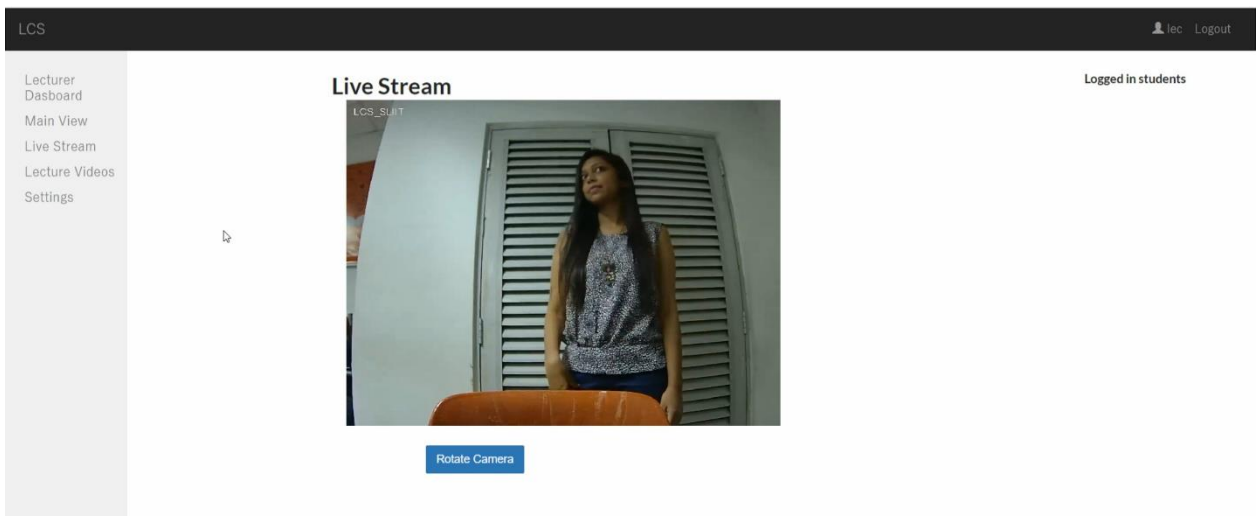 LCS
lec Logout
Lecturer
Dasboard
Main View
Live Stream
Lecture Videos
Settings
Live Stream
Logged in students
LCS_SLIIT
Rotate Camera